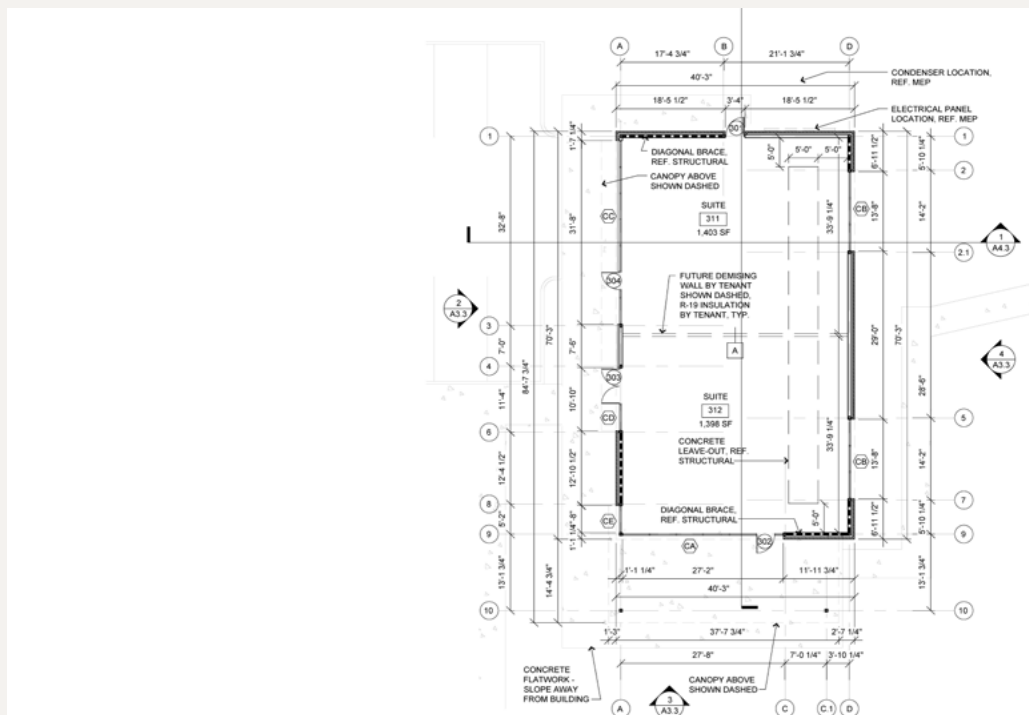 A
B
D
17'-4 3/4"
21'-1 3/4"
40'-3"
CONDENSER LOCATION,
REF. MEP
18'-5 1/2"
3'-4"
18'-5 1/2"
ELECTRICAL PANEL
LOCATION, REF. MEP
301
1
1
1'-7 1/4"
5'-0"
5'-0"
5'-0"
6'-11 1/2"
5'-10 1/4"
DIAGONAL BRACE,
REF. STRUCTURAL
2
CANOPY ABOVE
SHOWN DASHED
SUITE
311
1,403 SF
CC
CB
32'-8"
31'-8"
33'-9 1/4"
13'-8"
14'-2"
1
A4.3
2.1
304
FUTURE DEMISING
WALL BY TENANT
SHOWN DASHED,
R-19 INSULATION
BY TENANT, TYP.
2
A3.3
3
70'-3"
7'-0"
7'-6"
29'-0"
70'-3"
A
4
A3.3
4
84'-7 3/4"
303
SUITE
312
1,398 SF
11'-4"
10'-10"
28'-6"
CD
5
6
CONCRETE
LEAVE-OUT, REF.
STRUCTURAL
33'-9 1/4"
CB
13'-8"
14'-2"
12'-4 1/2"
12'-10 1/2"
8
7
DIAGONAL BRACE,
REF. STRUCTURAL
5'-0"
5'-2"
CE
6'-11 1/2"
5'-10 1/4"
9
9
1'-1 1/4"
CA
302
13'-1 3/4"
14'-4 3/4"
1'-1 1/4"
27'-2"
11'-11 3/4"
13'-1 3/4"
40'-3"
10
10
1'-3"
37'-7 3/4"
2'-7 1/4"
27'-8"
7'-0 1/4"
3'-10 1/4"
CONCRETE
FLATWORK -
SLOPE AWAY
FROM BUILDING
CANOPY ABOVE
SHOWN DASHED
3
A3.3
A
C
C.1
D